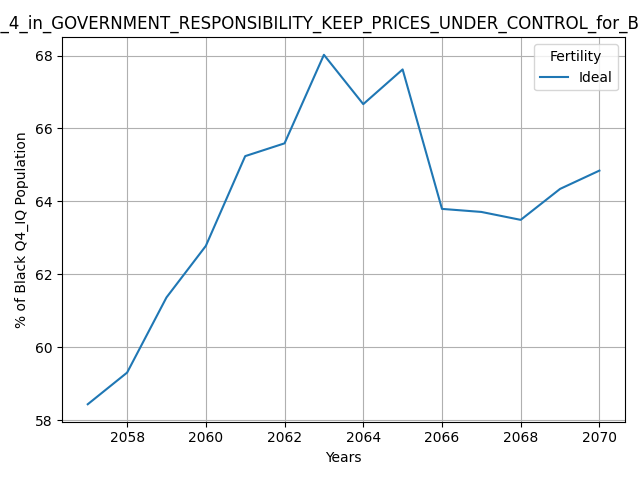 _4_in_GOVERNMENT_RESPONSIBILITY_KEEP_PRICES_UNDER_CONTROL_for_B
Fertility
Ideal
% of Black Q4_IQ Population
68
66
64
62
60
58
2058 2060 2062 2064 2066 2068 2070
Years